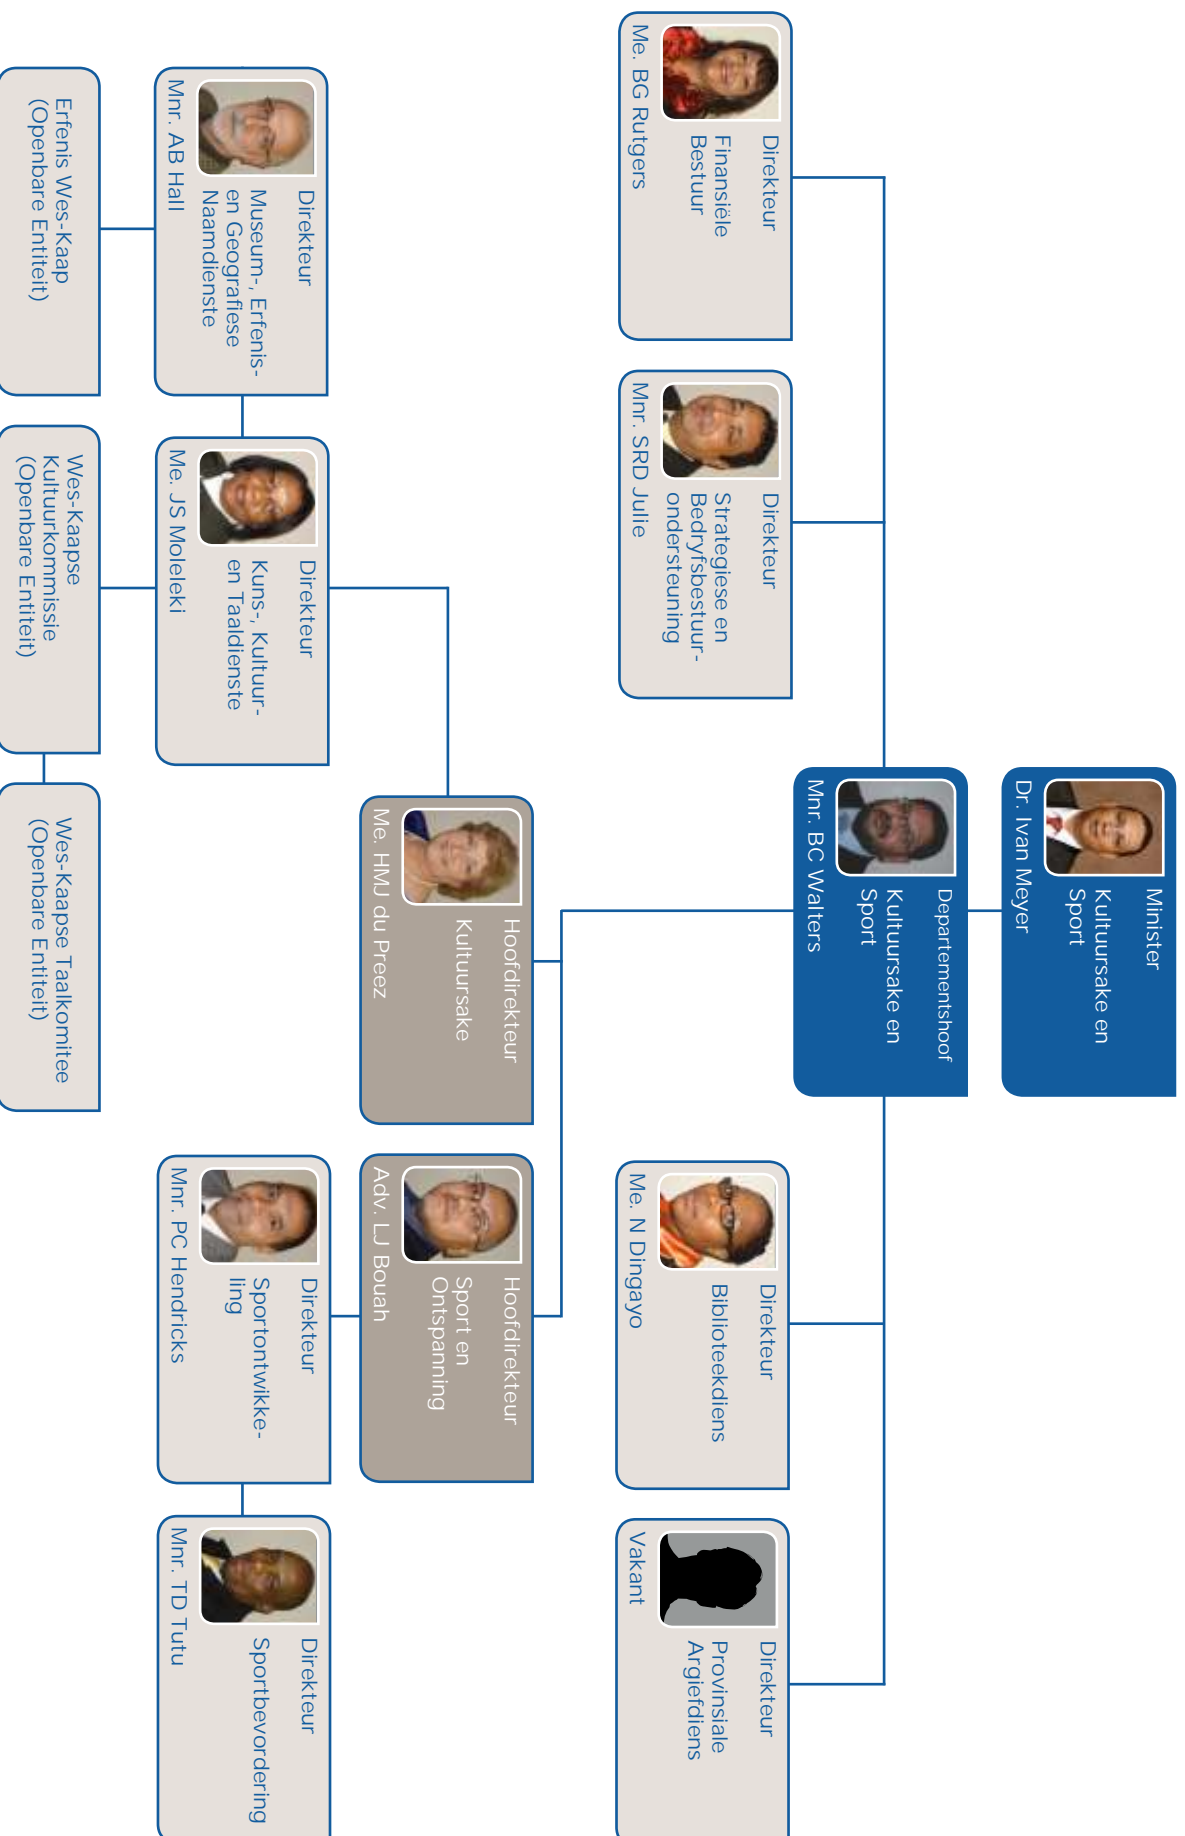 Minister
Kultuursake en
Sport
Dr. Ivan Meyer
Departementshoof
Kultuursake en
Sport
Mnr. BC Walters
Direkteur
Finansiële
Bestuur
Me. BG Rutgers
Direkteur
Strategiese en
Bedryfsbestuur-
ondersteuning
Mnr. SRD Julie
Direkteur
Biblioteekdiens
Me. N Dingayo
Direkteur
Provinsiale
Argiefdiens
Vakant
Hoofdirekteur
Kultuursake
Me. HMJ du Preez
Hoofdirekteur
Sport en
Ontspanning
Adv. LJ Bouah
Direkteur
Museum-, Erfenis-
en Geografiese
Naamdienste
Mnr. AB Hall
Direkteur
Kuns-, Kultuur-
en Taaldienste
Me. JS Moleleki
Direkteur
Sportontwikke-
ling
Mnr. PC Hendricks
Direkteur
Sportbevordering
Mnr. TD Tutu
Erfenis Wes-Kaap
(Openbare Entiteit)
Wes-Kaapse
Kultuurkommissie
(Openbare Entiteit)
Wes-Kaapse Taalkomitee
(Openbare Entiteit)